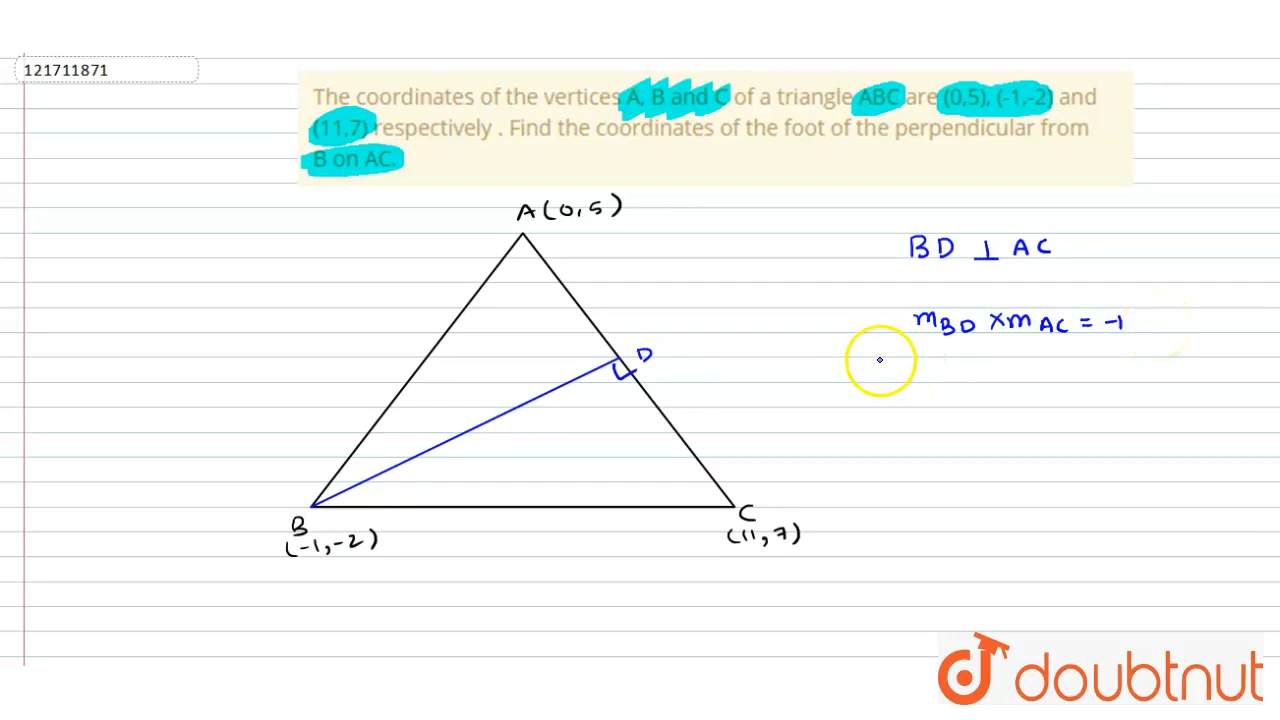 121711871
The coordinates of the vertices A, B and C of a triangle ABC are (0,5), (-1,-2) and
(11,7) respectively . Find the coordinates of the foot of the perpendicular from
B on AC.
A(0,5)
BD ⊥ AC
mBD × mAC = -1
D
B
(-1,-2)
C
(11,7)
doubtnut